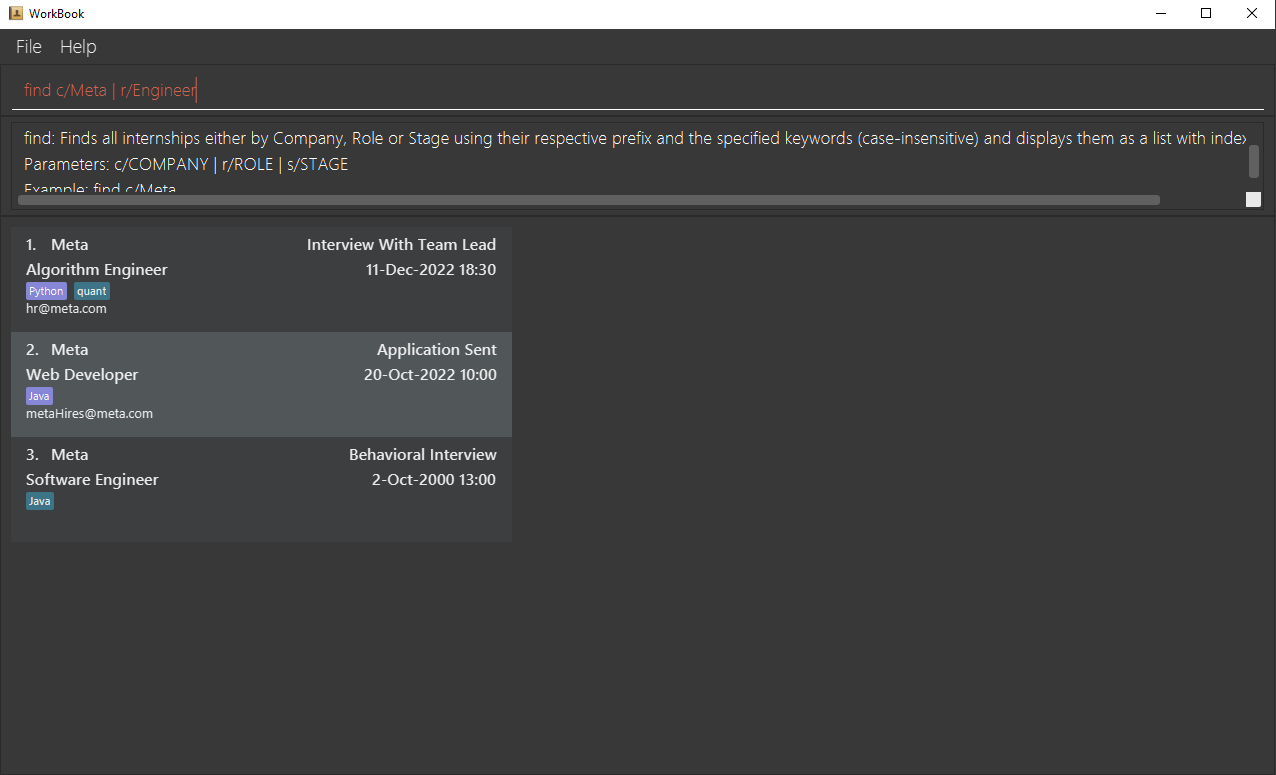 WorkBook
File Help
find c/Meta | r/Engineer
find: Finds all internships either by Company, Role or Stage using their respective prefix and the specified keywords (case-insensitive) and displays them as a list with index
Parameters: c/COMPANY | r/ROLE | s/STAGE
Example: find c/Meta
1. Meta Interview With Team Lead
Algorithm Engineer 11-Dec-2022 18:30
Python quant
hr@meta.com
2. Meta Application Sent
Web Developer 20-Oct-2022 10:00
Java
metaHires@meta.com
3. Meta Behavioral Interview
Software Engineer 2-Oct-2000 13:00
Java